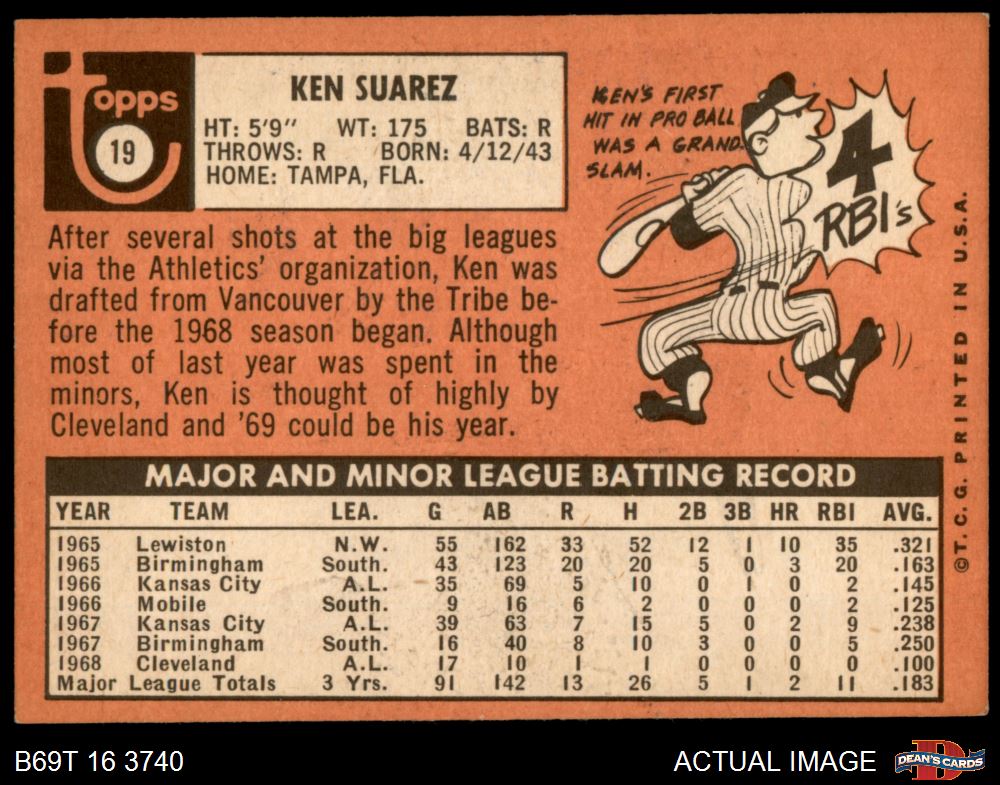 topps
19
KEN SUAREZ
HT: 5'9" WT: 175 BATS: R
THROWS: R BORN: 4/12/43
HOME: TAMPA, FLA.
KEN'S FIRST
HIT IN PRO BALL
WAS A GRAND
SLAM.
4
RBI's
After several shots at the big leagues
via the Athletics' organization, Ken was
drafted from Vancouver by the Tribe be-
fore the 1968 season began. Although
most of last year was spent in the
minors, Ken is thought of highly by
Cleveland and '69 could be his year.
MAJOR AND MINOR LEAGUE BATTING RECORD
YEAR TEAM LEA. G AB R H 2B 3B HR RBI AVG.
1965 Lewiston N.W. 55 162 33 52 12 1 10 35 .321
1965 Birmingham South. 43 123 20 20 5 0 3 20 .163
1966 Kansas City A.L. 35 69 5 10 0 1 0 2 .145
1966 Mobile South. 9 16 6 2 0 0 0 2 .125
1967 Kansas City A.L. 39 63 7 15 5 0 2 9 .238
1967 Birmingham South. 16 40 8 10 3 0 0 5 .250
1968 Cleveland A.L. 17 10 1 1 0 0 0 0 .100
Major League Totals 3 Yrs. 91 142 13 26 5 1 2 11 .183
©T. C. G. PRINTED IN U.S.A.
B69T 16 3740
ACTUAL IMAGE
DEAN'S CARDS